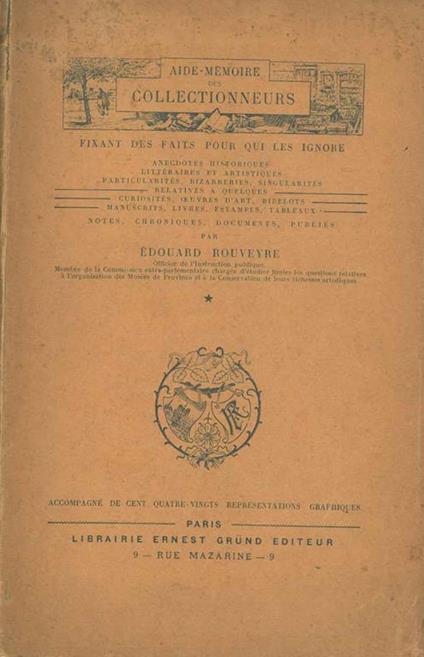 AIDE-MÉMOIRE
DES
COLLECTIONNEURS
FIXANT DES FAITS POUR QUI LES IGNORE
ANECDOTES HISTORIQUES
LITTÉRAIRES ET ARTISTIQUES
PARTICULARITÉS, BIZARRERIES, SINGULARITÉS
RELATIVES A QUELQUES
CURIOSITÉS, ŒUVRES D'ART, BIBELOTS
MANUSCRITS, LIVRES, ESTAMPES, TABLEAUX
NOTES, CHRONIQUES, DOCUMENTS, PUBLIÉS
PAR
ÉDOUARD ROUVEYRE
Officier de l'Instruction publique.
Membre de la Commission extra-parlementaire chargée d'étudier toutes les questions relatives
à l'organisation des Musées de Province et à la Conservation de leurs richesses artistiques
ACCOMPAGNÉ DE CENT QUATRE-VINGTS REPRÉSENTATIONS GRAPHIQUES
PARIS
LIBRAIRIE ERNEST GRÜND EDITEUR
9 — RUE MAZARINE — 9